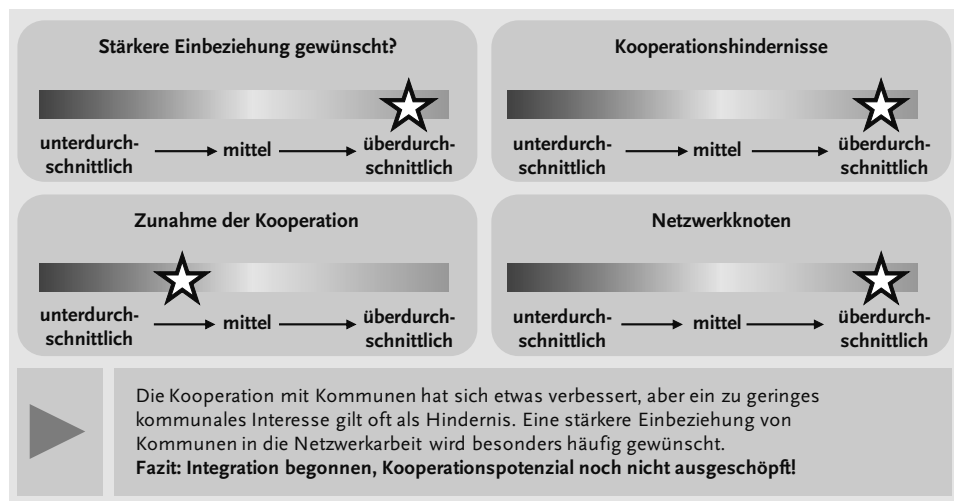 Stärkere Einbeziehung gewünscht?
unterdurch-
schnittlich
mittel
überdurch-
schnittlich
Kooperationshindernisse
unterdurch-
schnittlich
mittel
überdurch-
schnittlich
Zunahme der Kooperation
unterdurch-
schnittlich
mittel
überdurch-
schnittlich
Netzwerkknoten
unterdurch-
schnittlich
mittel
überdurch-
schnittlich
Die Kooperation mit Kommunen hat sich etwas verbessert, aber ein zu geringes
kommunales Interesse gilt oft als Hindernis. Eine stärkere Einbeziehung von
Kommunen in die Netzwerkarbeit wird besonders häufig gewünscht.
Fazit: Integration begonnen, Kooperationspotenzial noch nicht ausgeschöpft!